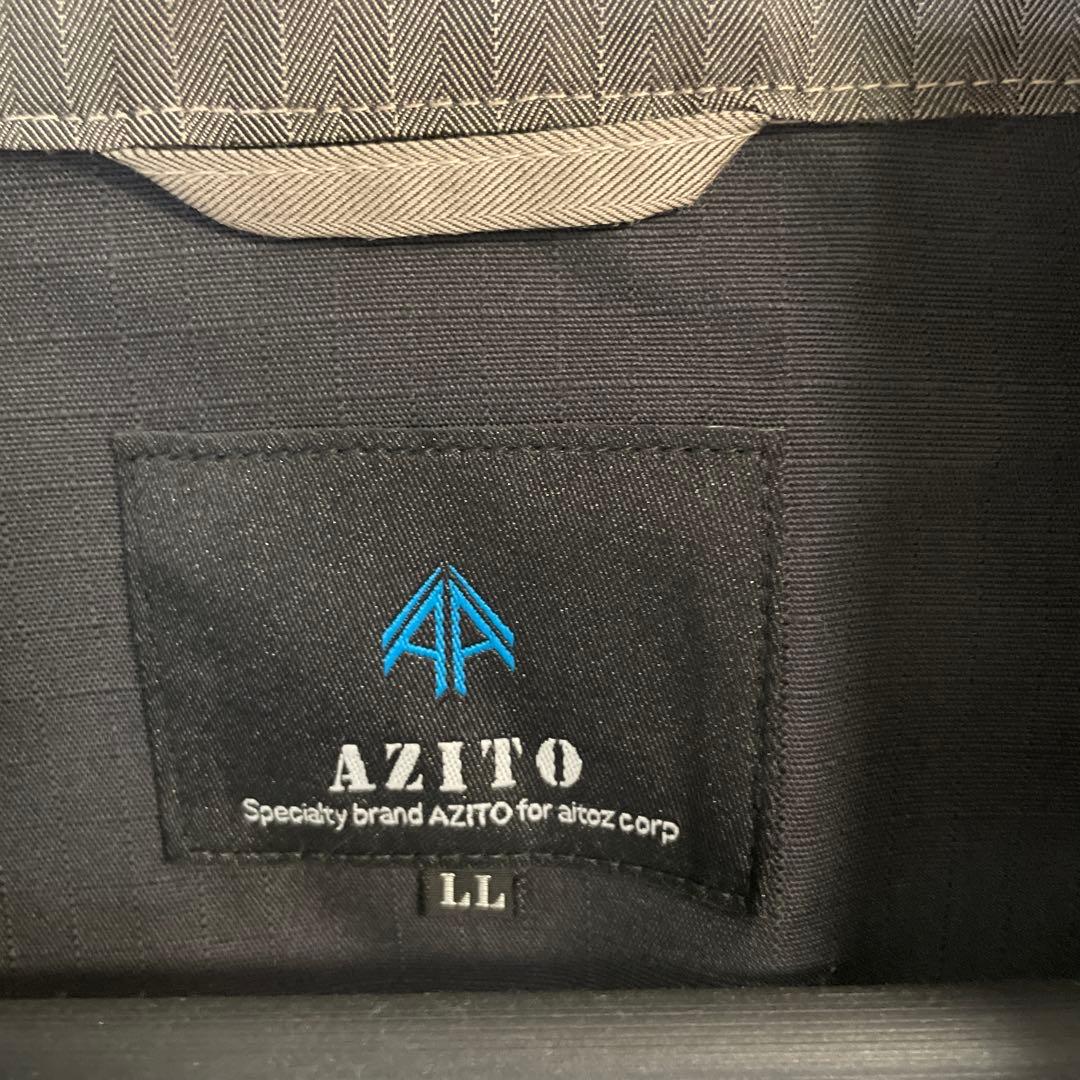 AZITO
Specialty brand AZITO for aitoz corp
LL